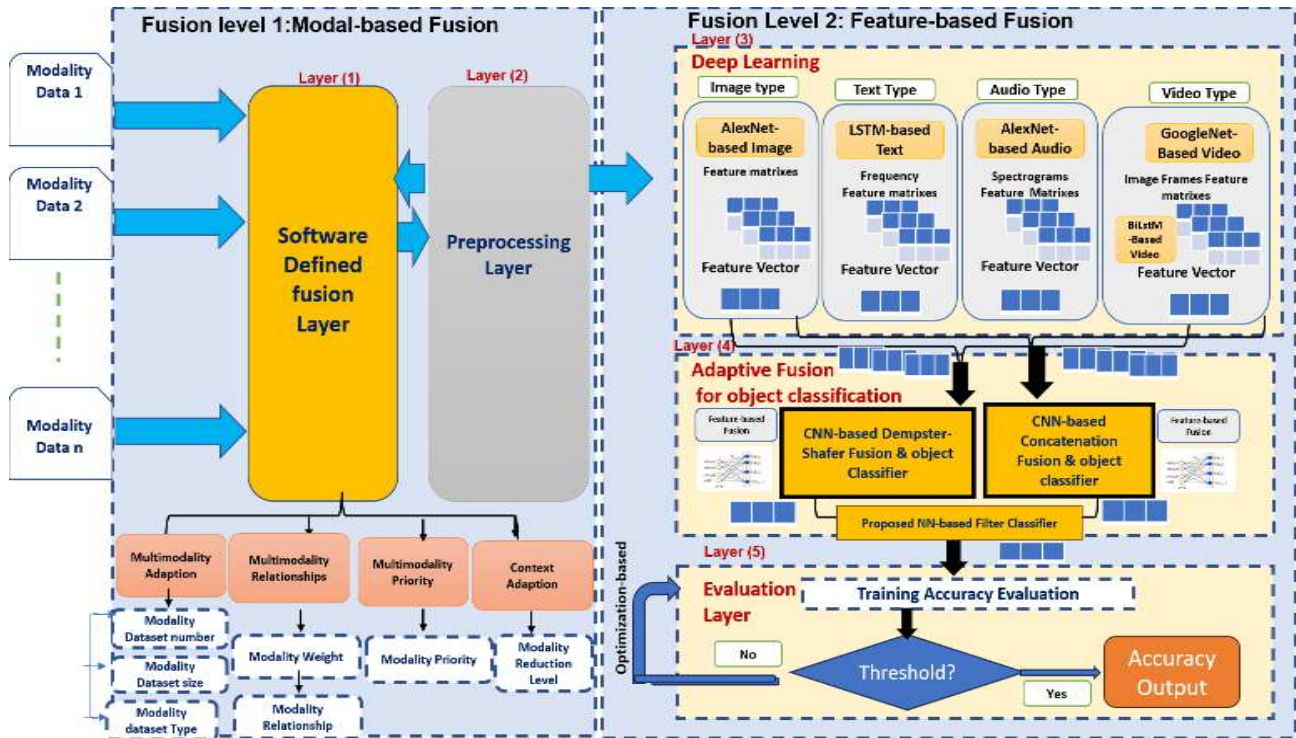 Fusion level 1:Modal-based Fusion
Modality
Data 1
Modality
Data 2
Modality
Data n
Layer (1)
Software
Defined
fusion
Layer
Layer (2)
Preprocessing
Layer
Multimodality
Adaption
Multimodality
Relationships
Multimodality
Priority
Context
Adaption
Modality
Dataset number
Modality
Dataset size
Modality
dataset Type
Modality Weight
Modality
Relationship
Modality Priority
Modality
Reduction
Level
Fusion Level 2: Feature-based Fusion
Layer (3)
Deep Learning
Image type
AlexNet-
based Image
Feature matrixes
Feature Vector
Text Type
LSTM-based
Text
Frequency
Feature matrixes
Feature Vector
Audio Type
AlexNet-
based Audio
Spectrograms
Feature Matrixes
Feature Vector
Video Type
GoogleNet-
Based Video
Image Frames Feature
matrixes
BiLstM
-Based
Video
Feature Vector
Layer (4)
Adaptive Fusion
for object classification
Feature-based
Fusion
CNN-based Dempster-
Shafer Fusion & object
Classifier
CNN-based
Concatenation
Fusion & object
classifier
Feature-based
Fusion
Proposed NN-based Filter Classifier
Layer (5)
Evaluation
Layer
Optimization-based
Training Accuracy Evaluation
No
Threshold?
Yes
Accuracy
Output